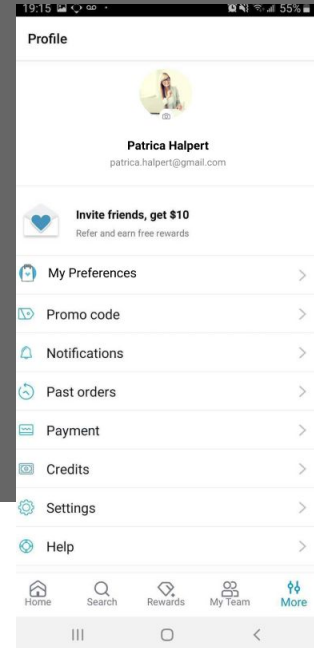 19:15 55%
Profile
Patrica Halpert
patrica.halpert@gmail.com
Invite friends, get $10
Refer and earn free rewards
My Preferences
Promo code
Notifications
Past orders
Payment
Credits
Settings
Help
Home Search Rewards My Team More